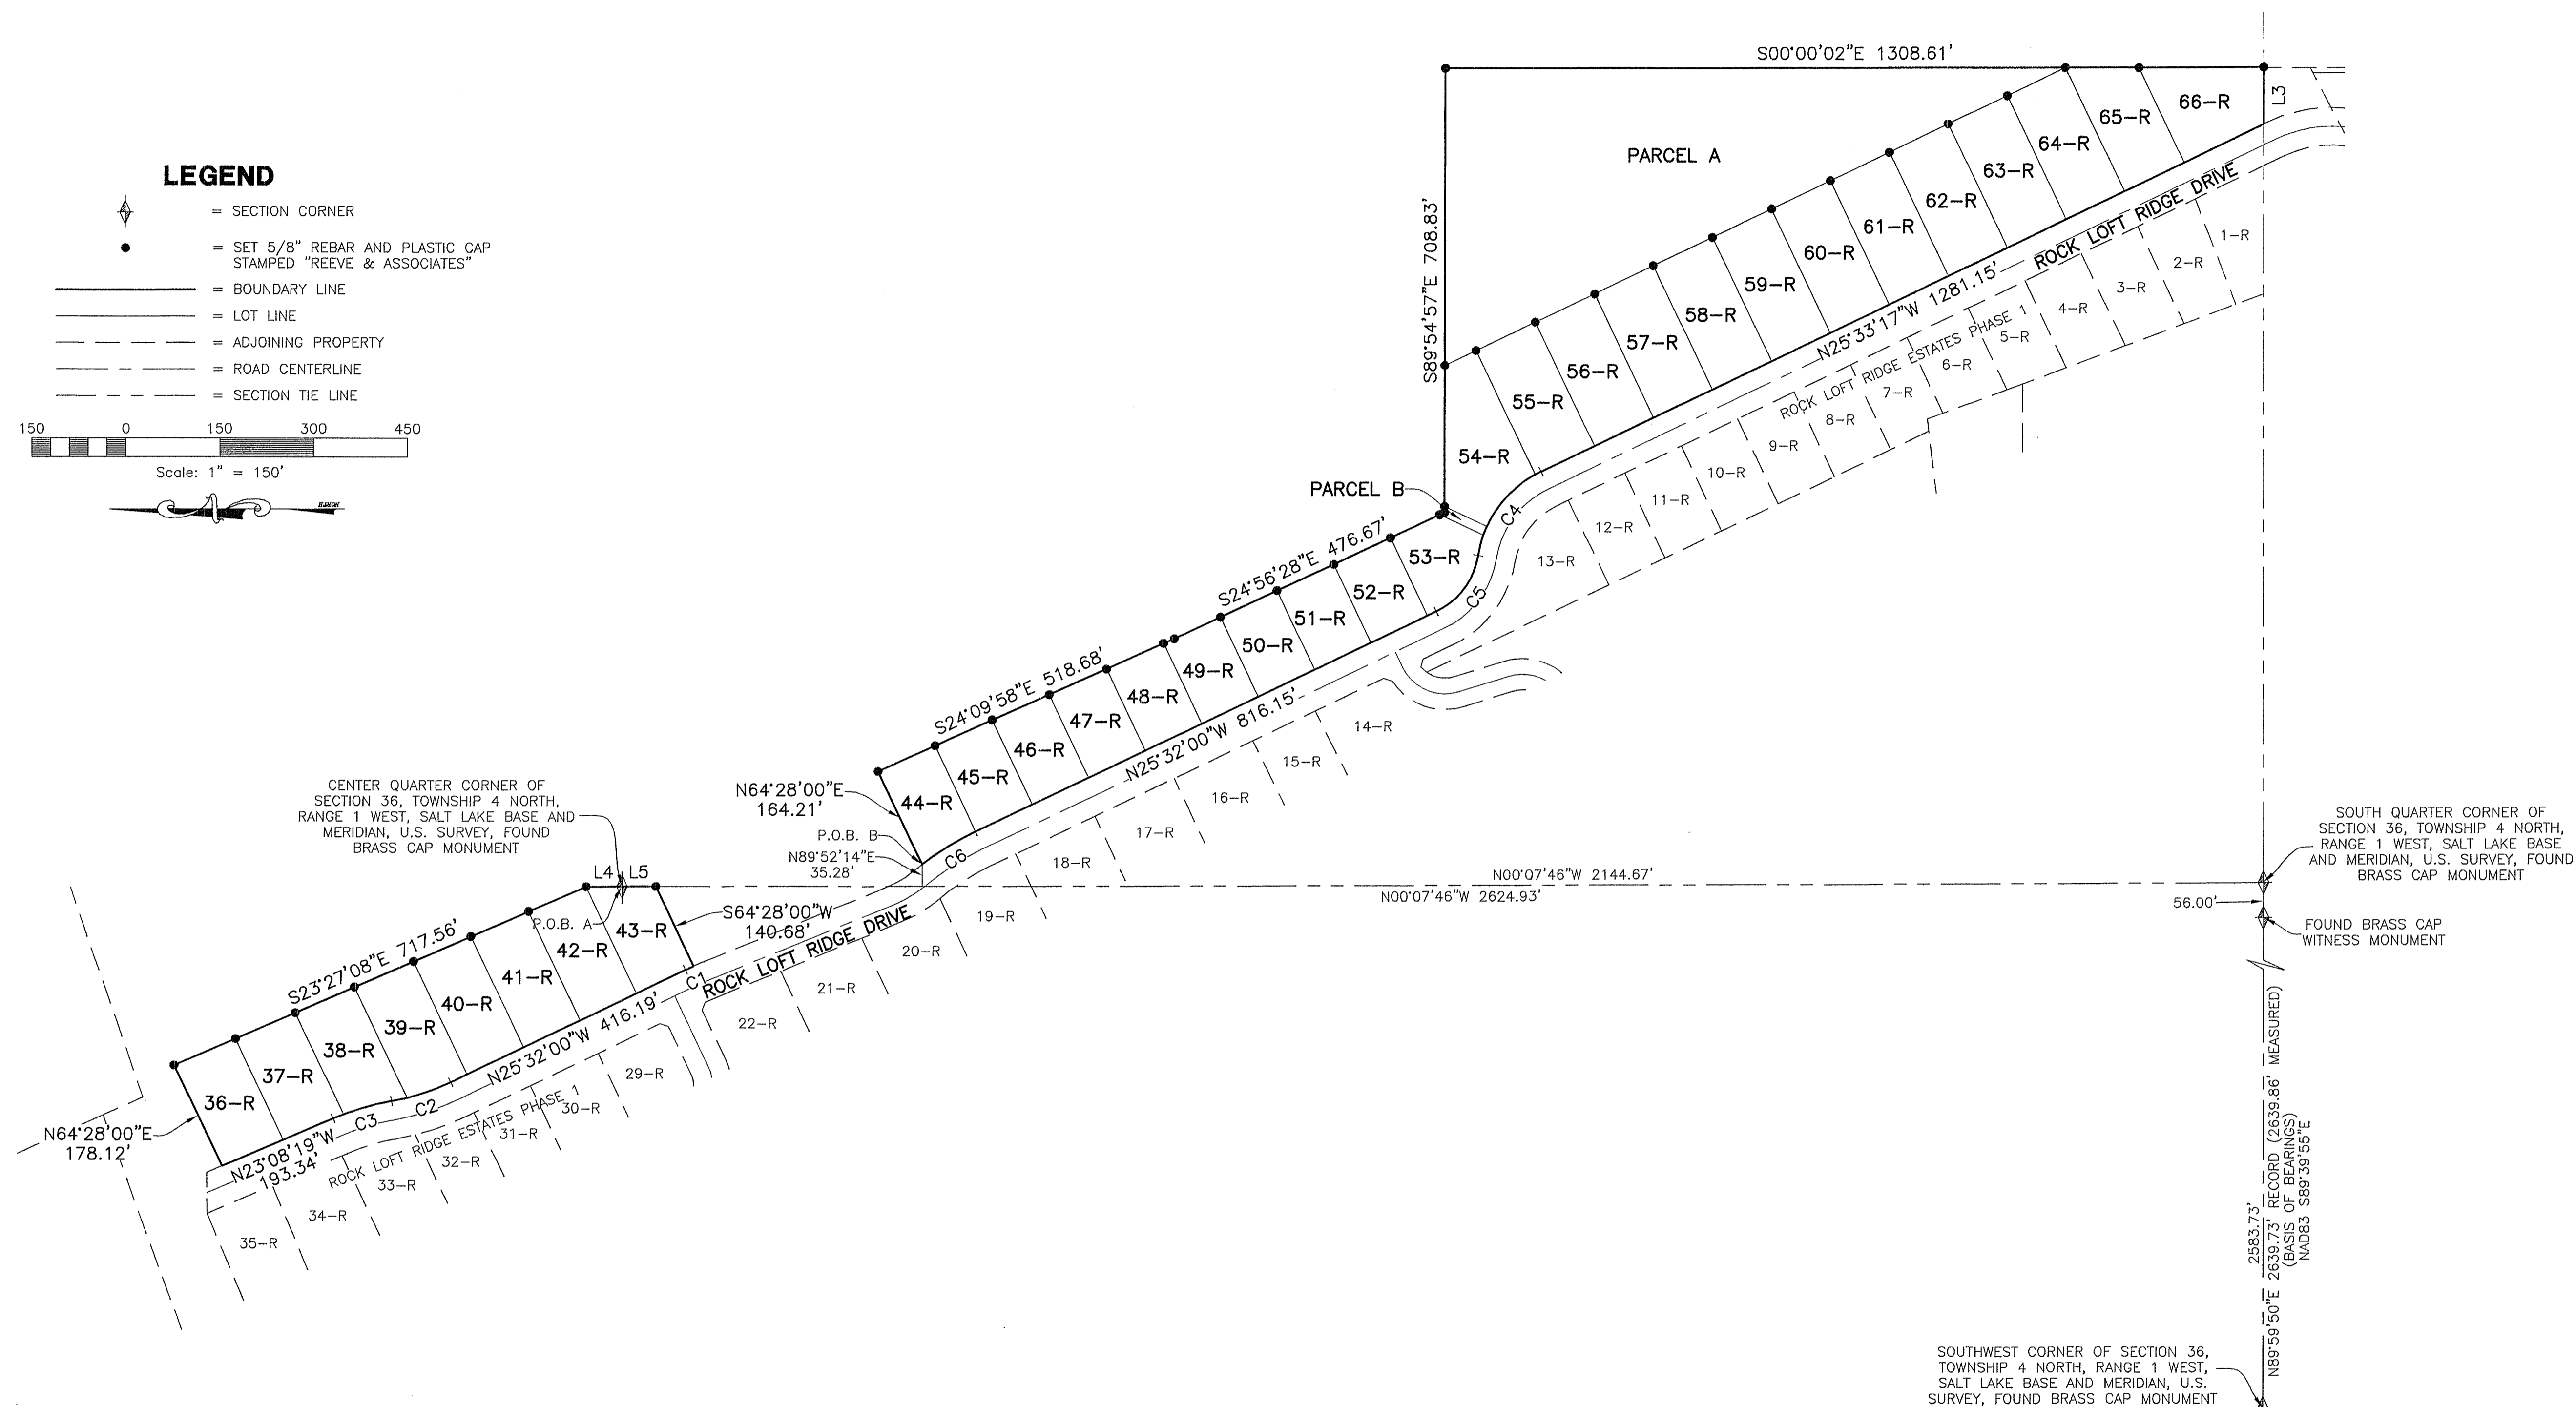 LEGEND
= SECTION CORNER
= SET 5/8" REBAR AND PLASTIC CAP
STAMPED "REEVE & ASSOCIATES"
= BOUNDARY LINE
= LOT LINE
= ADJOINING PROPERTY
= ROAD CENTERLINE
= SECTION TIE LINE
150 0 150 300 450
Scale: 1" = 150'
NORTH
S00°00'02"E 1308.61'
L3
66-R
65-R
64-R
63-R
62-R
61-R
60-R
59-R
58-R
57-R
56-R
55-R
54-R
PARCEL A
S89°54'57"E 708.83'
PARCEL B
ROCK LOFT RIDGE DRIVE
N25°33'17"W 1281.15'
ROCK LOFT RIDGE ESTATES PHASE 1
1-R
2-R
3-R
4-R
5-R
6-R
7-R
8-R
9-R
10-R
11-R
12-R
13-R
C4
C5
S24°56'28"E 476.67'
53-R
52-R
51-R
50-R
49-R
48-R
47-R
46-R
45-R
44-R
S24°09'58"E 518.68'
N25°32'00"W 816.15'
14-R
15-R
16-R
17-R
18-R
19-R
20-R
21-R
22-R
N64°28'00"E
164.21'
P.O.B. B
N89°52'14"E
35.28'
C6
N00°07'46"W 2144.67'
N00°07'46"W 2624.93'
CENTER QUARTER CORNER OF
SECTION 36, TOWNSHIP 4 NORTH,
RANGE 1 WEST, SALT LAKE BASE AND
MERIDIAN, U.S. SURVEY, FOUND
BRASS CAP MONUMENT
L4 L5
P.O.B. A
S64°28'00"W
140.68'
C1
ROCK LOFT RIDGE DRIVE
43-R
42-R
41-R
40-R
39-R
38-R
37-R
36-R
S23°27'08"E 717.56'
N25°32'00"W 416.19'
C2
C3
N23°08'19"W
193.34'
N64°28'00"E
178.12'
ROCK LOFT RIDGE ESTATES PHASE 1
29-R
30-R
31-R
32-R
33-R
34-R
35-R
SOUTH QUARTER CORNER OF
SECTION 36, TOWNSHIP 4 NORTH,
RANGE 1 WEST, SALT LAKE BASE
AND MERIDIAN, U.S. SURVEY, FOUND
BRASS CAP MONUMENT
56.00'
FOUND BRASS CAP
WITNESS MONUMENT
2583.73'
N89°59'50"E 2639.73' RECORD (2639.86' MEASURED)
(BASIS OF BEARINGS)
NAD83 S89°39'55"E
SOUTHWEST CORNER OF SECTION 36,
TOWNSHIP 4 NORTH, RANGE 1 WEST,
SALT LAKE BASE AND MERIDIAN, U.S.
SURVEY, FOUND BRASS CAP MONUMENT